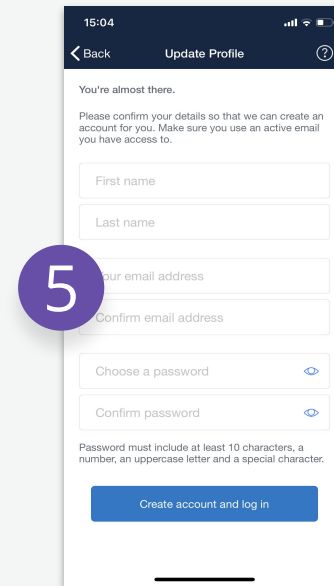 15:04
Back
Update Profile
?
You're almost there.
Please confirm your details so that we can create an
account for you. Make sure you use an active email
you have access to.
First name
Last name
5
our email address
Confirm email address
Choose a password
Confirm password
Password must include at least 10 characters, a
number, an uppercase letter and a special character.
Create account and log in